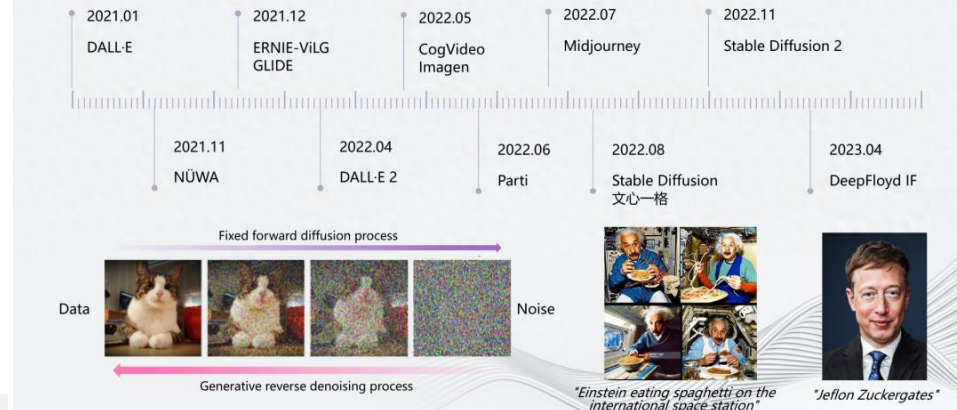 2021.01
DALL·E
2021.12
ERNIE-ViLG
GLIDE
2022.05
CogVideo
Imagen
2022.07
Midjourney
2022.11
Stable Diffusion 2
2021.11
NÜWA
2022.04
DALL·E 2
2022.06
Parti
2022.08
Stable Diffusion
文心一格
2023.04
DeepFloyd IF
Fixed forward diffusion process
Data
Noise
Generative reverse denoising process
"Einstein eating spaghetti on the
international space station"
"Jeflon Zuckergates"